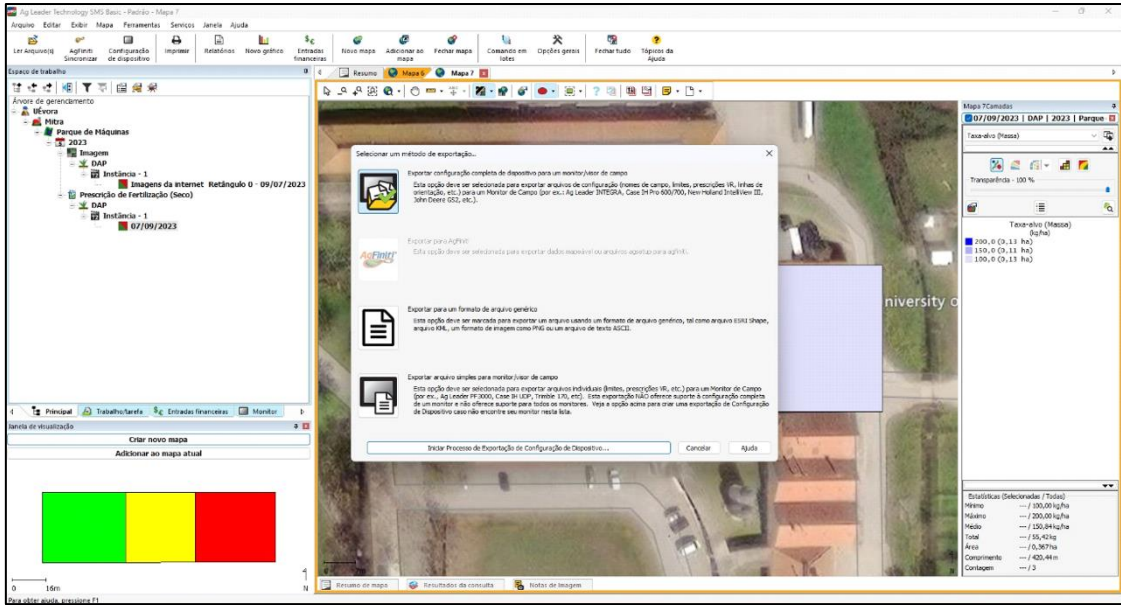 Ag Leader Technology SMS Basic - Padrão - Mapa 7
Arquivo Editar Exibir Mapa Ferramentas Serviços Janela Ajuda
Ler Arquivo(s) AgFiniti Sincronizar Configuração de dispositivo Imprimir Relatórios Novo gráfico Entradas financeiras Novo mapa Adicionar ao mapa Fechar mapa Comando em lotes Opções gerais Fechar tudo Tópicos da Ajuda
Espaço de trabalho
Resumo Mapa 6 Mapa 7
Árvore de gerenciamento
UÉvora
Mitra
Parque de Máquinas
2023
Imagem
DAP
Instância - 1
Imagens da internet Retângulo 0 - 09/07/2023
Prescrição de Fertilização (Seco)
DAP
Instância - 1
07/09/2023
Principal Trabalho/tarefa Entradas financeiras Monitor
Janela de visualização
Criar novo mapa
Adicionar ao mapa atual
0 16m N
Para obter ajuda, pressione F1
Selecionar um método de exportação...
Exportar configuração completa de dispositivo para um monitor/visor de campo
Esta opção deve ser selecionada para exportar arquivos de configuração (nomes de campo, limites, prescrições VR, linhas de
orientação, etc.) para um Monitor de Campo (por ex.: Ag Leader INTEGRA, Case IH Pro 600/700, New Holland Intelliview III,
John Deere GS2, etc.).
Exportar para AgFiniti
AgFiniti
Esta opção deve ser selecionada para exportar dados mapeável ou arquivos agsetup para agfiniti.
Exportar para um formato de arquivo genérico
Esta opção deve ser marcada para exportar um arquivo usando um formato de arquivo genérico, tal como arquivo ESRI Shape,
arquivo KML, um formato de imagem como PNG ou um arquivo de texto ASCII.
Exportar arquivo simples para monitor/visor de campo
Esta opção deve ser selecionada para exportar arquivos individuais (limites, prescrições VR, etc.) para um Monitor de Campo
(por ex., Ag Leader PF3000, Case IH UDP, Trimble 170, etc). Esta exportação NÃO oferece suporte à configuração completa
de um monitor e não oferece suporte para todos os monitores. Veja a opção acima para criar uma exportação de Configuração
de Dispositivo caso não encontre seu monitor nesta lista.
Iniciar Processo de Exportação de Configuração de Dispositivo... Cancelar Ajuda
niversity o
Resumo de mapa Resultados da consulta Notas de Imagem
Mapa 7Camadas
07/09/2023 | DAP | 2023 | Parque
Taxa-alvo (Massa)
Transparência - 100 %
Taxa-alvo (Massa)
(kg/ha)
200,0 (0,13 ha)
150,0 (0,11 ha)
100,0 (0,13 ha)
Estatísticas (Selecionadas / Todas)
Mínimo --- / 100,00 kg/ha
Máximo --- / 200,00 kg/ha
Médio --- / 150,84 kg/ha
Total --- / 55,42 kg
Área --- / 0,367 ha
Comprimento --- / 420,44 m
Contagem --- / 3